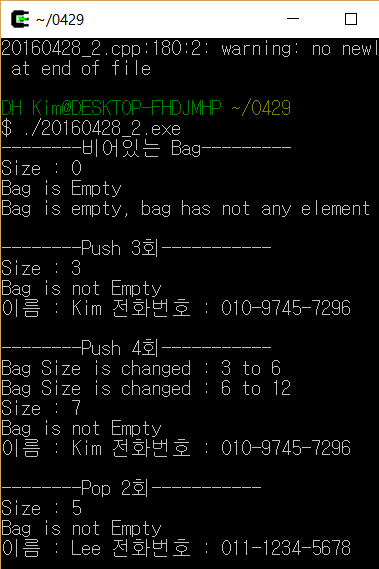 ~/0429
20160428_2.cpp:180:2: warning: no newl
at end of file
DH Kim@DESKTOP-FHDJMHP ~/0429
$ ./20160428_2.exe
--------비어있는 Bag---------
Size : 0
Bag is Empty
Bag is empty, bag has not any element
--------Push 3회-----------
Size : 3
Bag is not Empty
이름 : Kim 전화번호 : 010-9745-7296
--------Push 4회-----------
Bag Size is changed : 3 to 6
Bag Size is changed : 6 to 12
Size : 7
Bag is not Empty
이름 : Kim 전화번호 : 010-9745-7296
--------Pop 2회-----------
Size : 5
Bag is not Empty
이름 : Lee 전화번호 : 011-1234-5678